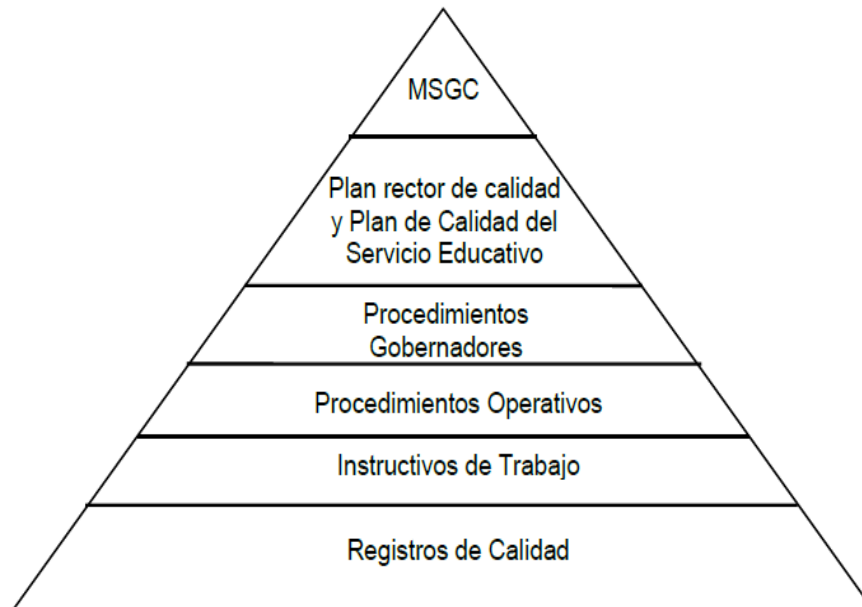 MSGC
Plan rector de calidad
y Plan de Calidad del
Servicio Educativo
Procedimientos
Gobernadores
Procedimientos Operativos
Instructivos de Trabajo
Registros de Calidad